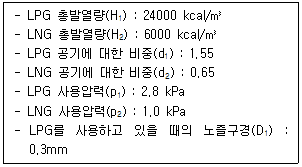 - LPG 총발열량(H₁) : 24000 kcal/㎥
- LNG 총발열량(H₂) : 6000 kcal/㎥
- LPG 공기에 대한 비중(d₁) : 1,55
- LNG 공기에 대한 비중(d₂) : 0,65
- LPG 사용압력(p₁) : 2,8 kPa
- LNG 사용압력(p₂) : 1,0 kPa
- LPG를 사용하고 있을 때의 노즐구경(D₁) :
0,3mm